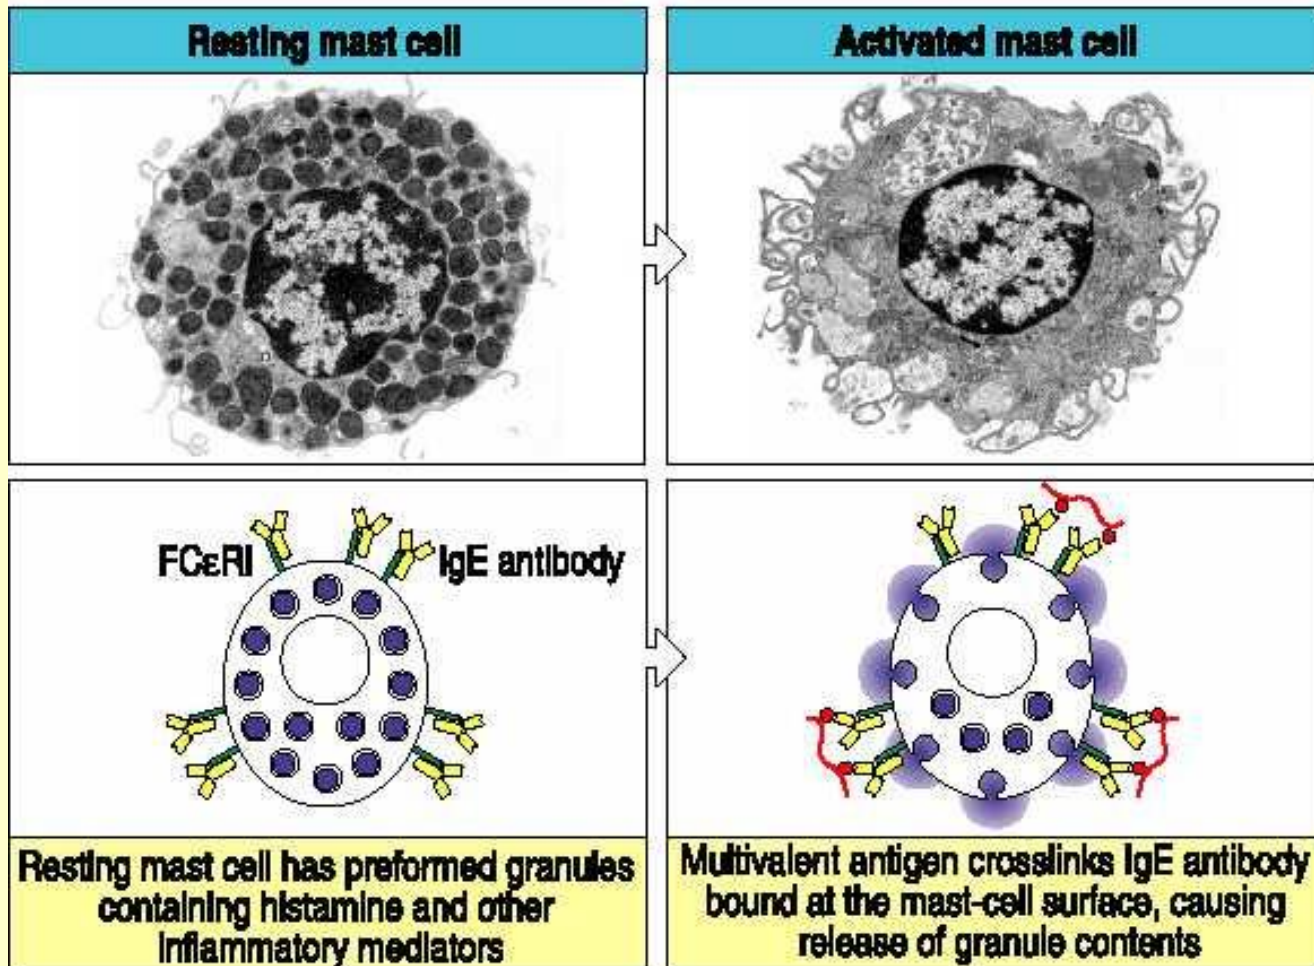 Resting mast cell
Activated mast cell
FCεRI
IgE antibody
Resting mast cell has preformed granules
containing histamine and other
inflammatory mediators
Multivalent antigen crosslinks IgE antibody
bound at the mast-cell surface, causing
release of granule contents